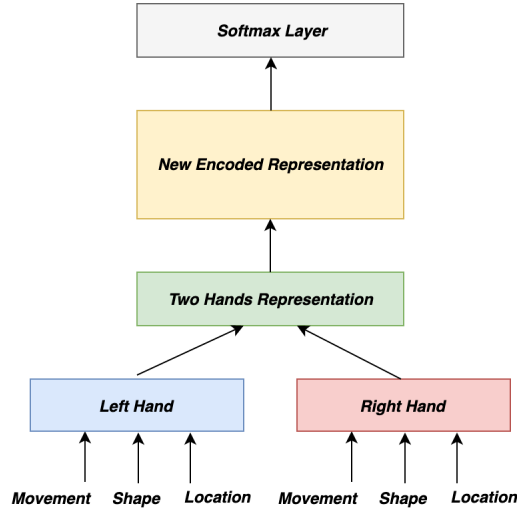 Softmax Layer
New Encoded Representation
Two Hands Representation
Left Hand
Right Hand
Movement Shape Location
Movement Shape Location